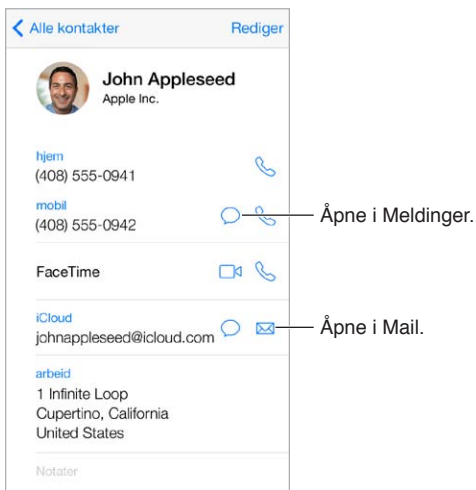 Alle kontakter Rediger
John Appleseed
Apple Inc.
hjem
(408) 555-0941
mobil
(408) 555-0942
Åpne i Meldinger.
FaceTime
iCloud
johnappleseed@icloud.com
Åpne i Mail.
arbeid
1 Infinite Loop
Cupertino, California
United States
Notater